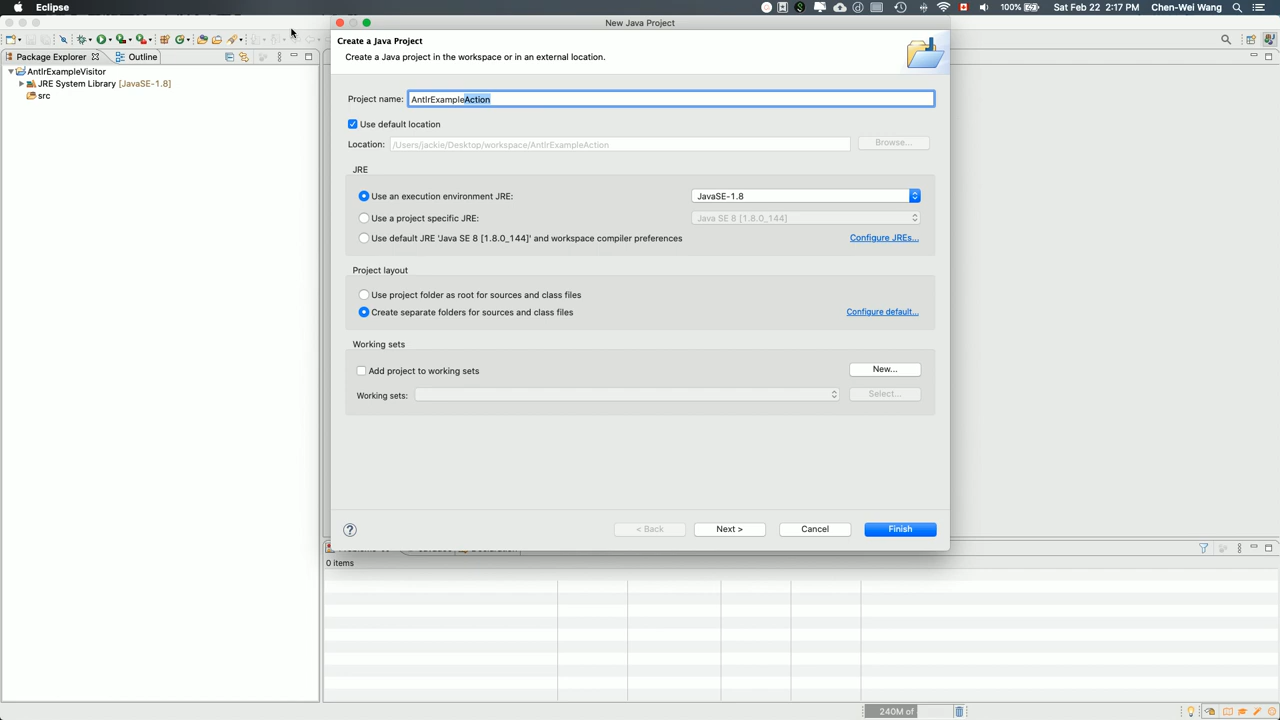 Eclipse
100%
Sat Aug 22 2:17 PM
Chen-Wei Wang
New Java Project
Package Explorer
Outline
AntlrExampleVisitor
JRE System Library [JavaSE-1.8]
src
Create a Java Project
Create a Java project in the workspace or in an external location.
Project name: AntlrExampleAction
Use default location
Location: /Users/jackie/Desktop/workspace/AntlrExampleAction
Browse...
JRE
Use an execution environment JRE:
JavaSE-1.8
Use a project specific JRE:
Java SE 8 [1.8.0_144]
Use default JRE 'Java SE 8 [1.8.0_144]' and workspace compiler preferences
Configure JREs...
Project layout
Use project folder as root for sources and class files
Create separate folders for sources and class files
Configure default...
Working sets
Add project to working sets
New...
Working sets:
Select...
?
< Back
Next >
Cancel
Finish
0 items
240M of